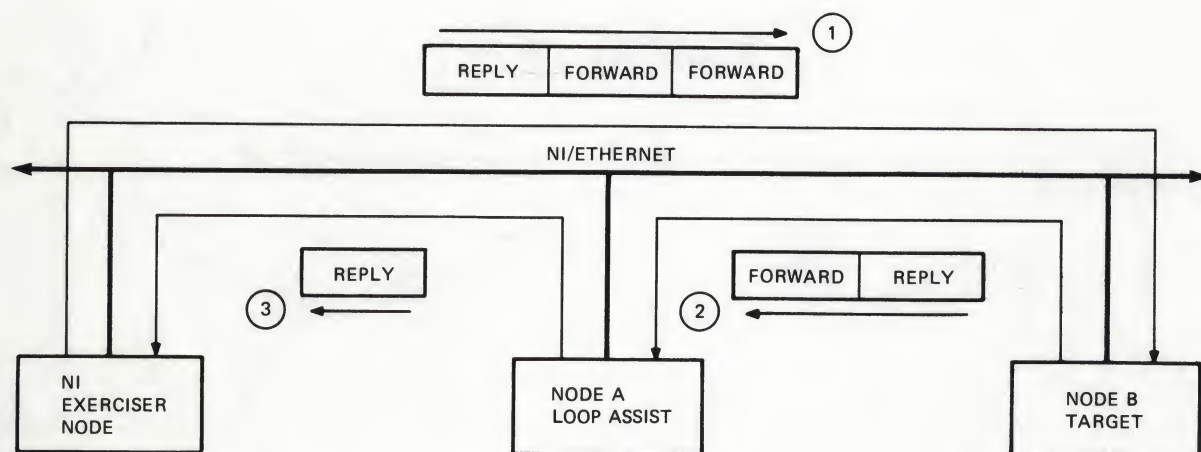 1
REPLY FORWARD FORWARD
NI/ETHERNET
REPLY
FORWARD REPLY
3
2
NI
EXERCISER
NODE
NODE A
LOOP ASSIST
NODE B
TARGET